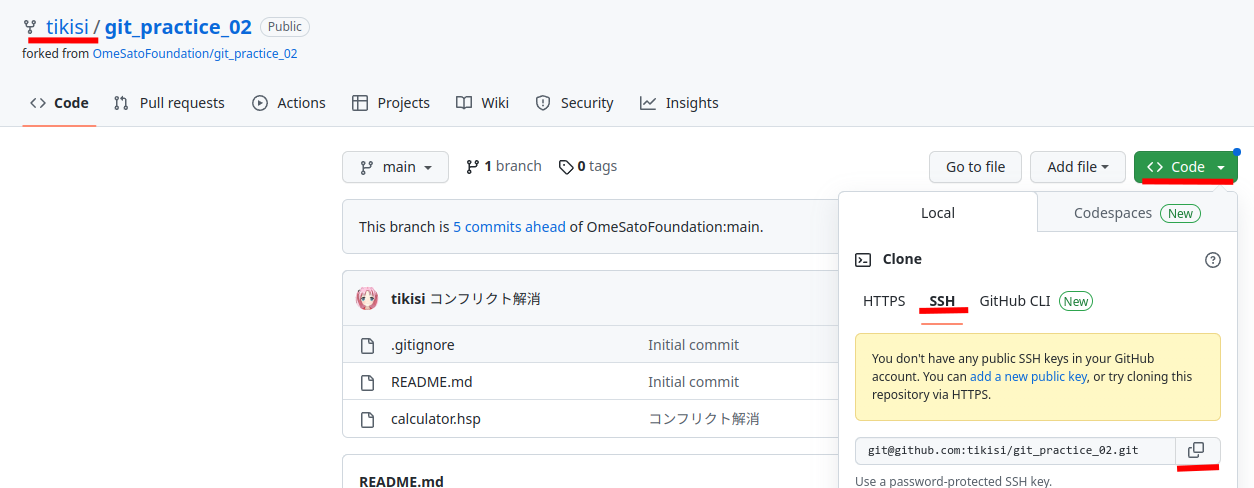 tikisi / git_practice_02 Public
forked from OmeSatoFoundation/git_practice_02
Code Pull requests Actions Projects Wiki Security Insights
main 1 branch 0 tags Go to file Add file Code
This branch is 5 commits ahead of OmeSatoFoundation:main.
Local Codespaces New
Clone
HTTPS SSH GitHub CLI New
You don't have any public SSH keys in your GitHub
account. You can add a new public key, or try cloning this
repository via HTTPS.
git@github.com:tikisi/git_practice_02.git
Use a password-protected SSH key.
tikisi コンフリクト解消
.gitignore Initial commit
README.md Initial commit
calculator.hsp コンフリクト解消
README.md